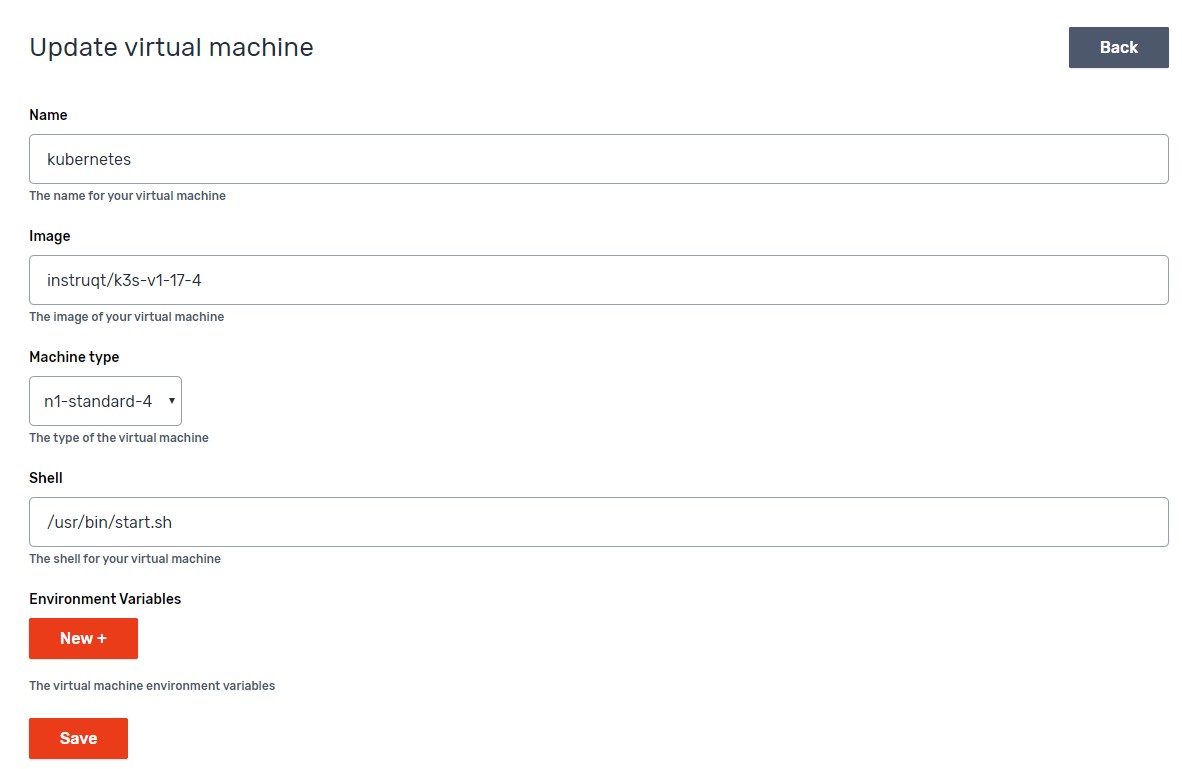 Update virtual machine
Back
Name
kubernetes
The name for your virtual machine
Image
instruqt/k3s-v1-17-4
The image of your virtual machine
Machine type
n1-standard-4
The type of the virtual machine
Shell
/usr/bin/start.sh
The shell for your virtual machine
Environment Variables
New +
The virtual machine environment variables
Save